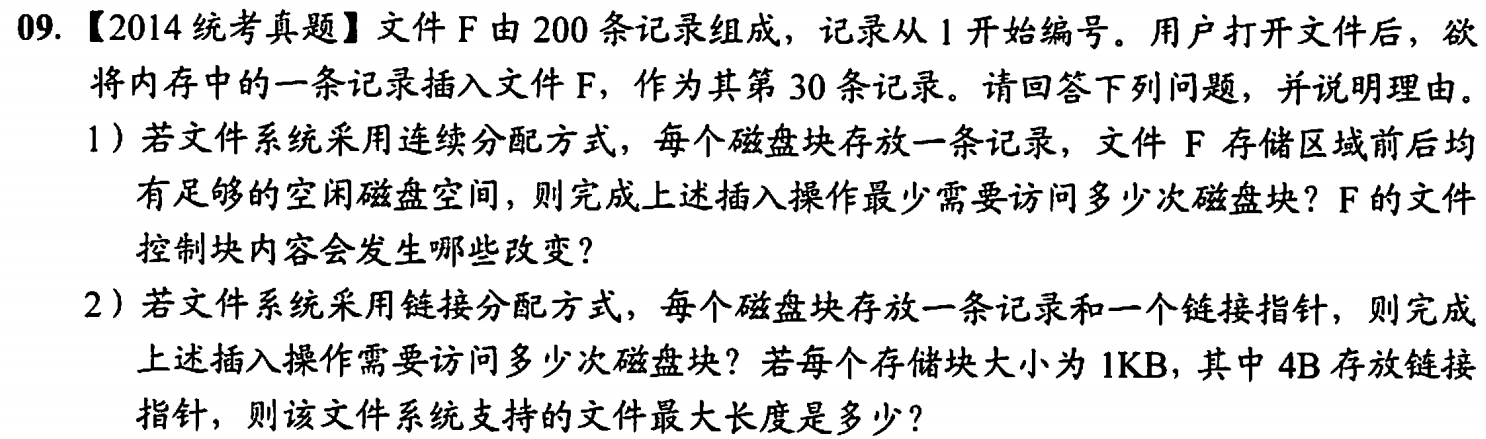 09.【2014统考真题】文件 F 由 200 条记录组成，记录从 1 开始编号。用户打开文件后，欲
将内存中的一条记录插入文件 F，作为其第 30 条记录。请回答下列问题，并说明理由。
1）若文件系统采用连续分配方式，每个磁盘块存放一条记录，文件 F 存储区域前后均
有足够的空闲磁盘空间，则完成上述插入操作最少需要访问多少次磁盘块？F 的文件
控制块内容会发生哪些改变？
2）若文件系统采用链接分配方式，每个磁盘块存放一条记录和一个链接指针，则完成
上述插入操作需要访问多少次磁盘块？若每个存储块大小为 1KB，其中 4B 存放链接
指针，则该文件系统支持的文件最大长度是多少？